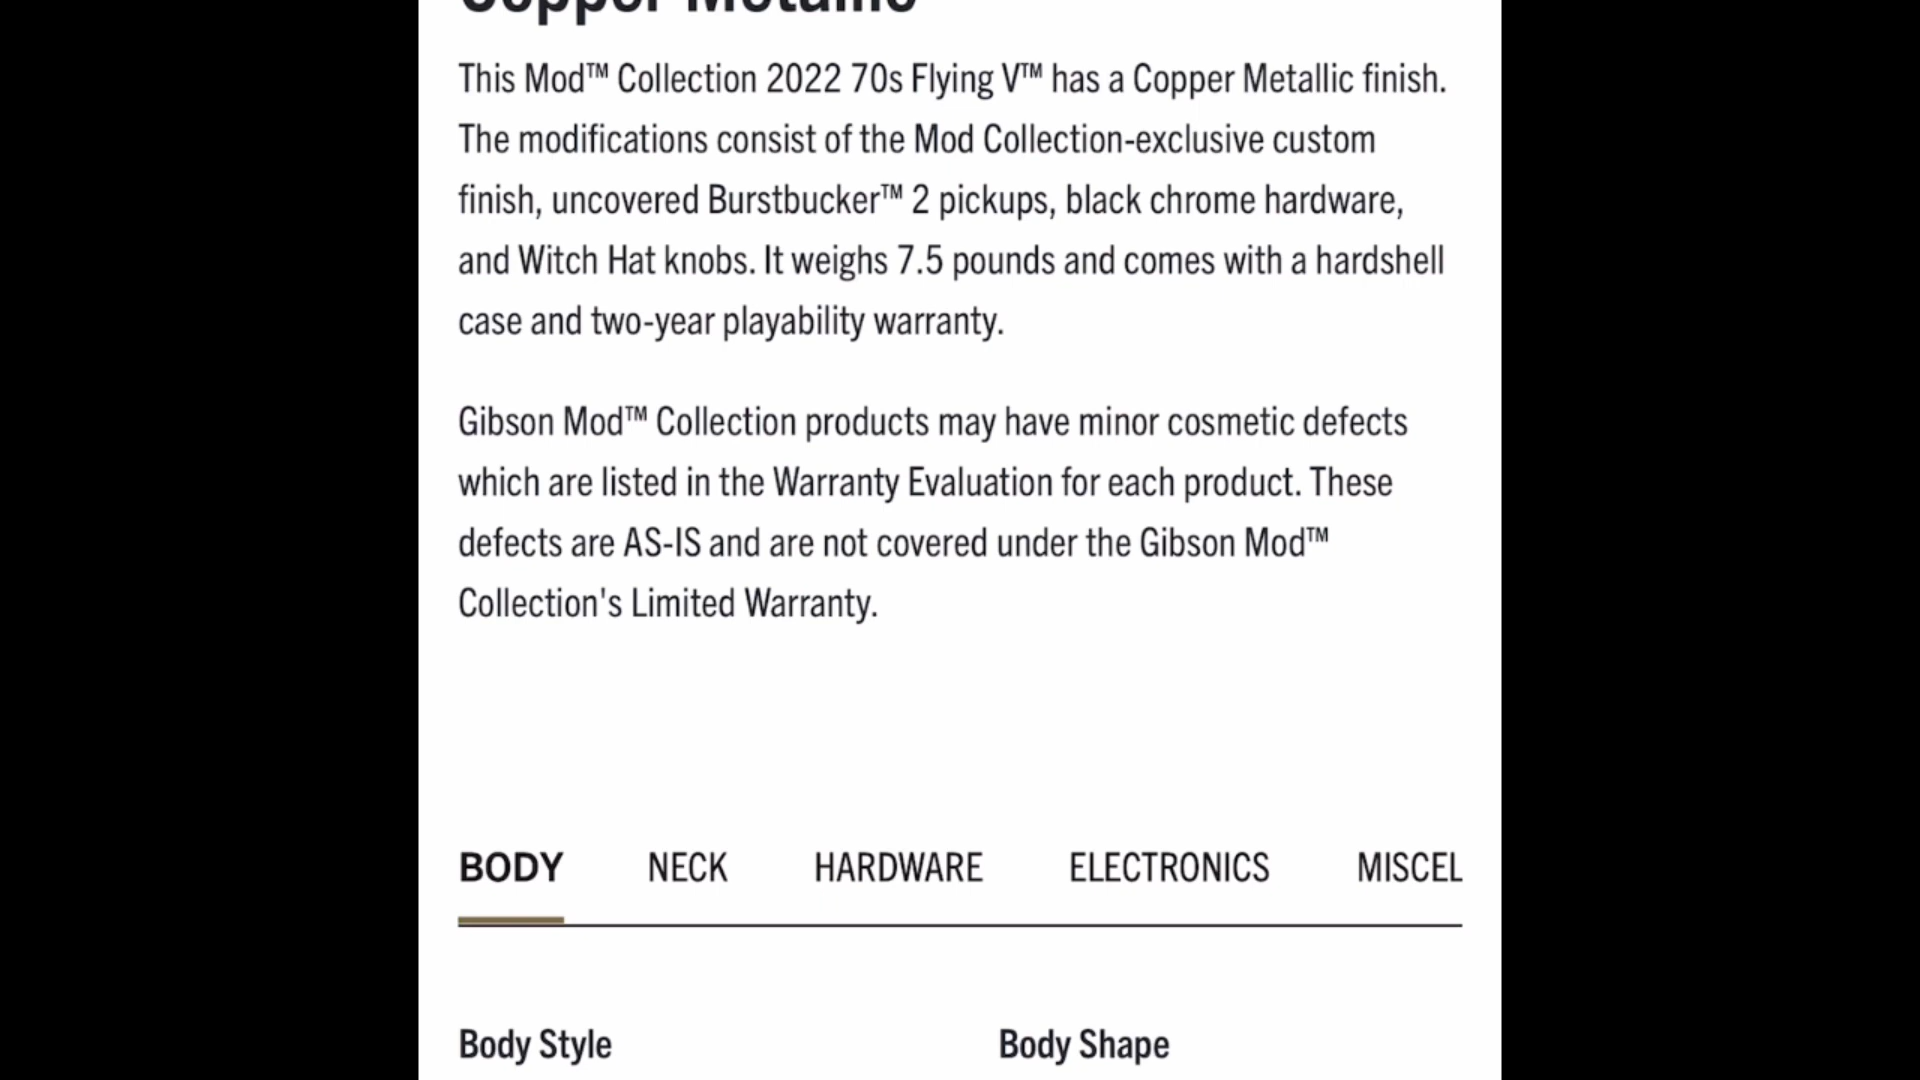 Copper Metallic
This Mod™ Collection 2022 70s Flying V™ has a Copper Metallic finish.
The modifications consist of the Mod Collection-exclusive custom
finish, uncovered Burstbucker™ 2 pickups, black chrome hardware,
and Witch Hat knobs. It weighs 7.5 pounds and comes with a hardshell
case and two-year playability warranty.
Gibson Mod™ Collection products may have minor cosmetic defects
which are listed in the Warranty Evaluation for each product. These
defects are AS-IS and are not covered under the Gibson Mod™
Collection's Limited Warranty.
BODY NECK HARDWARE ELECTRONICS MISCEL
Body Style Body Shape